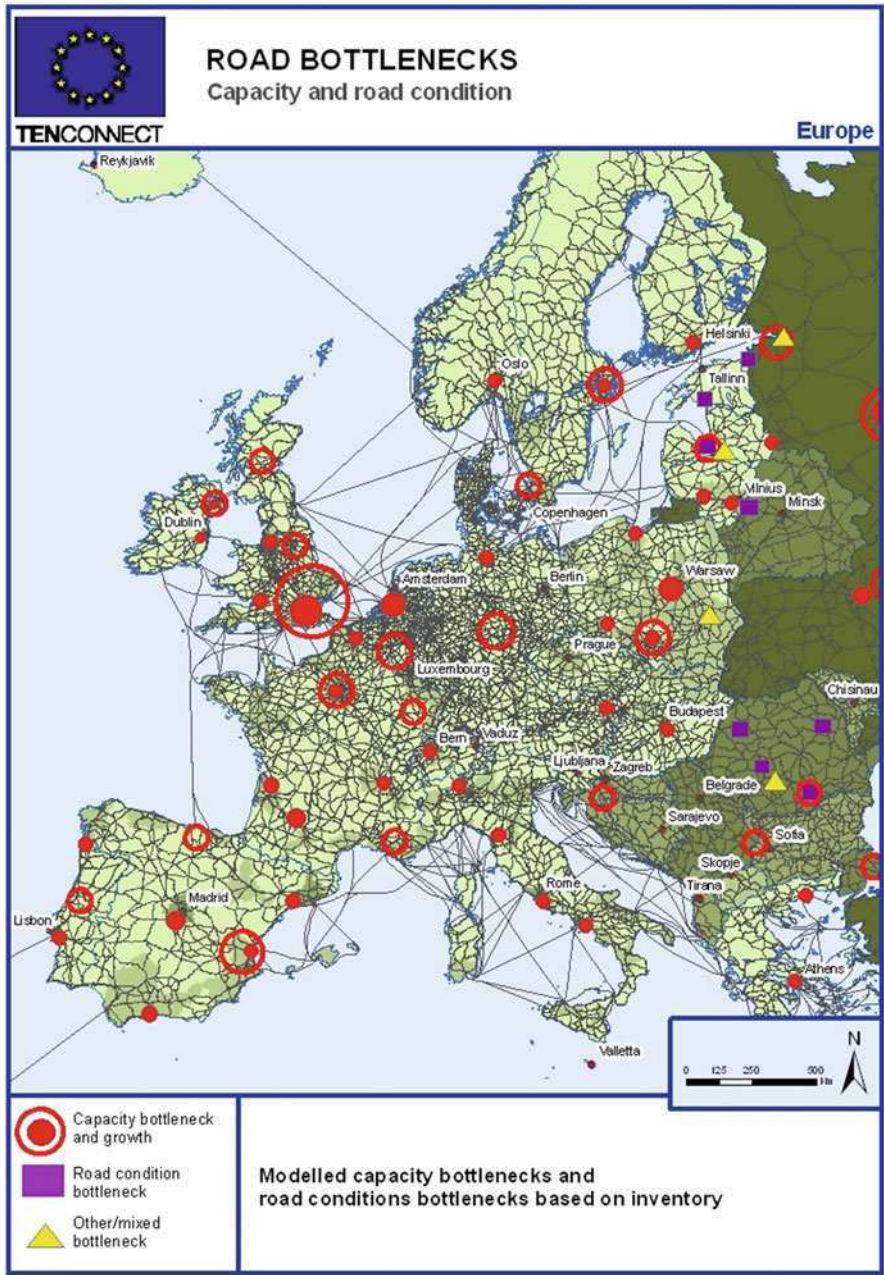 ROAD BOTTLENECKS
Capacity and road condition
TENCONNECT
Europe
Reykjavik
Helsinki
Oslo
Tallinn
Vilnius
Minsk
Dublin
Copenhagen
Amsterdam
Berlin
Warsaw
Prague
Luxembourg
Chisinau
Budapest
Bern
Vaduz
Ljubljana
Zagreb
Belgrade
Sarajevo
Sofia
Skopje
Madrid
Rome
Tirana
Lisbon
Athens
Valletta
N
0 125 250 500
Km
Capacity bottleneck
and growth
Road condition
bottleneck
Other/mixed
bottleneck
Modelled capacity bottlenecks and
road conditions bottlenecks based on inventory